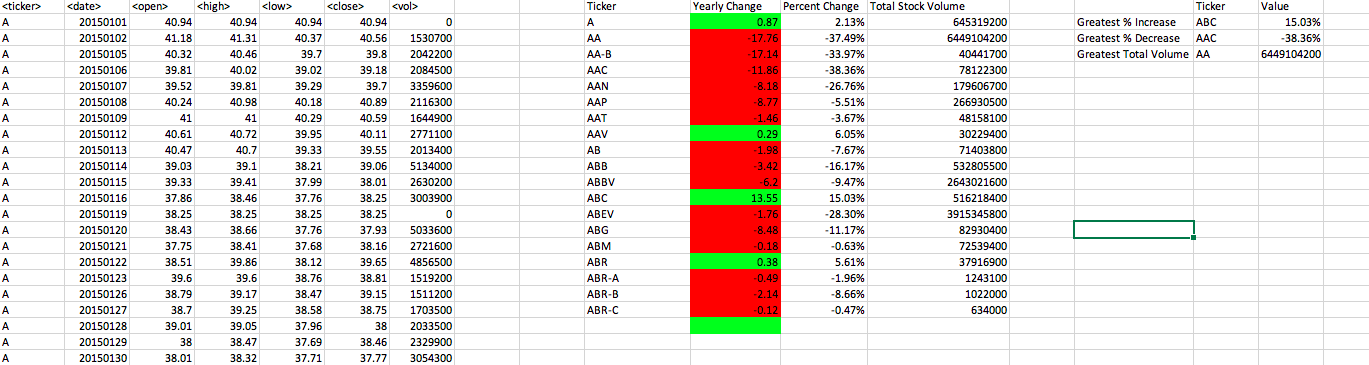 <ticker> <date> <open> <high> <low> <close> <vol> Ticker Yearly Change Percent Change Total Stock Volume Ticker Value
A 20150101 40.94 40.94 40.94 40.94 0 A 0.87 2.13% 645319200 Greatest % Increase ABC 15.03%
A 20150102 41.18 41.31 40.37 40.56 1530700 AA -17.76 -37.49% 6449104200 Greatest % Decrease AAC -38.36%
A 20150105 40.32 40.46 39.7 39.8 2042200 AA-B -17.14 -33.97% 40441700 Greatest Total Volume AA 6449104200
A 20150106 39.81 40.02 39.02 39.18 2084500 AAC -11.86 -38.36% 78122300
A 20150107 39.52 39.81 39.29 39.7 3359600 AAN -8.18 -26.76% 179606700
A 20150108 40.24 40.98 40.18 40.89 2116300 AAP -8.77 -5.51% 266930500
A 20150109 41 41 40.29 40.59 1644900 AAT -1.46 -3.67% 48158100
A 20150112 40.61 40.72 39.95 40.11 2771100 AAV 0.29 6.05% 30229400
A 20150113 40.47 40.7 39.33 39.55 2013400 AB -1.98 -7.67% 71403800
A 20150114 39.03 39.1 38.21 39.06 5134000 ABB -3.42 -16.17% 532805500
A 20150115 39.33 39.41 37.99 38.01 2630200 ABBV -6.2 -9.47% 2643021600
A 20150116 37.86 38.46 37.76 38.25 3003900 ABC 13.55 15.03% 516218400
A 20150119 38.25 38.25 38.25 38.25 0 ABEV -1.76 -28.30% 3915345800
A 20150120 38.43 38.66 37.76 37.93 5033600 ABG -8.48 -11.17% 82930400
A 20150121 37.75 38.41 37.68 38.16 2721600 ABM -0.18 -0.63% 72539400
A 20150122 38.51 39.86 38.12 39.65 4856500 ABR 0.38 5.61% 37916900
A 20150123 39.6 39.6 38.76 38.81 1519200 ABR-A -0.49 -1.96% 1243100
A 20150126 38.79 39.17 38.47 39.15 1511200 ABR-B -2.14 -8.66% 1022000
A 20150127 38.7 39.25 38.58 38.75 1703500 ABR-C -0.12 -0.47% 634000
A 20150128 39.01 39.05 37.96 38 2033500
A 20150129 38 38.47 37.69 38.46 2329900
A 20150130 38.01 38.32 37.71 37.77 3054300